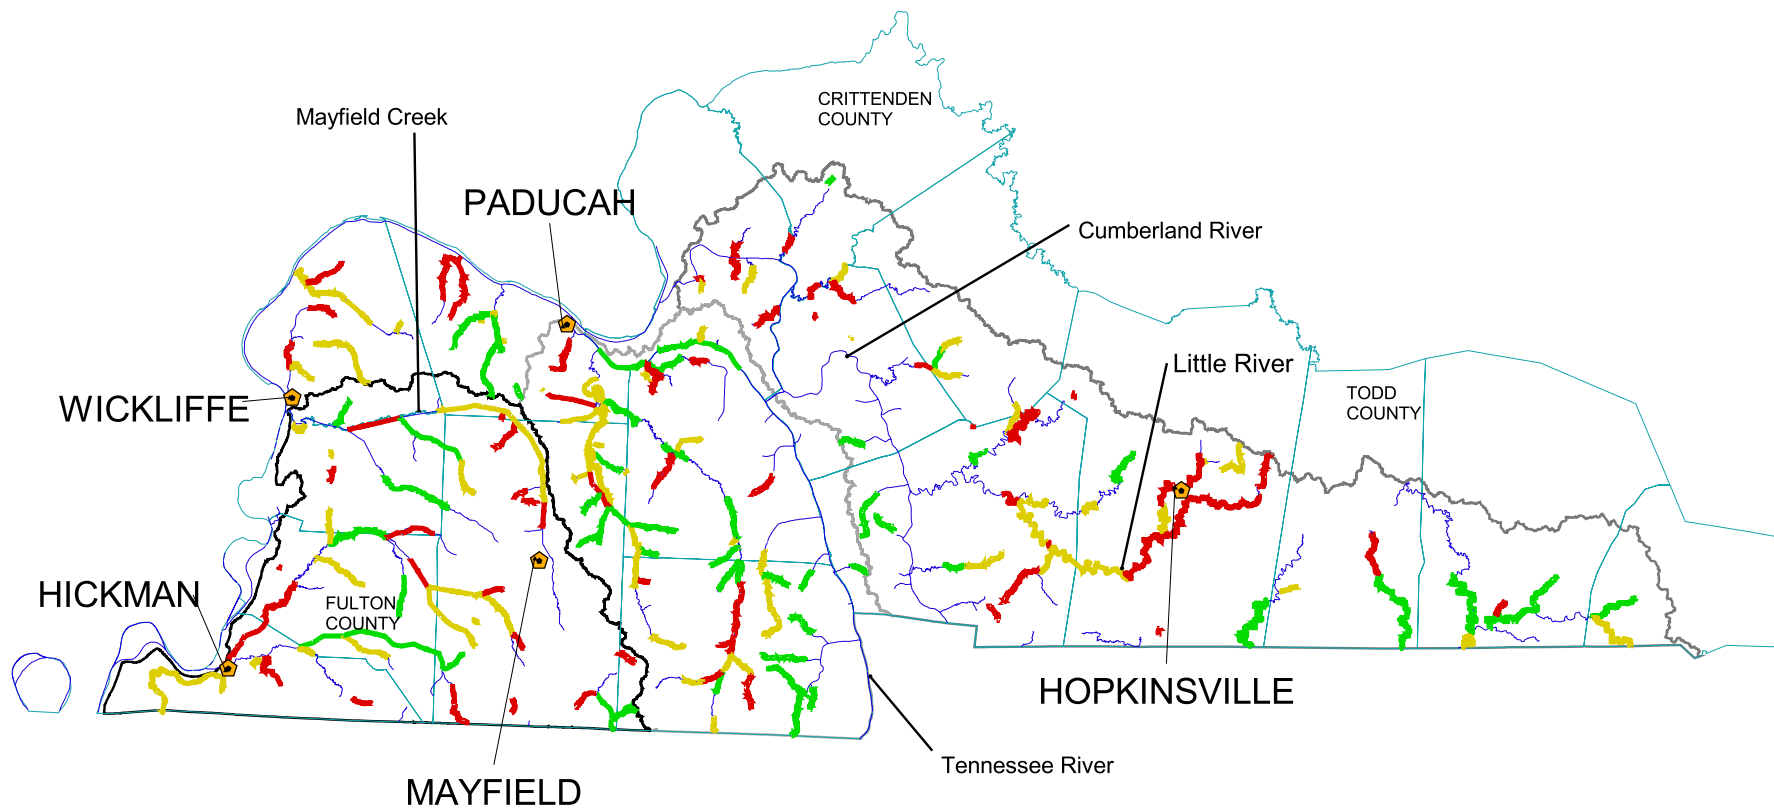 CRITTENDEN
COUNTY
Mayfield Creek
PADUCAH
Cumberland River
Little River
TODD
COUNTY
WICKLIFFE
HICKMAN
FULTON
COUNTY
HOPKINSVILLE
Tennessee River
MAYFIELD